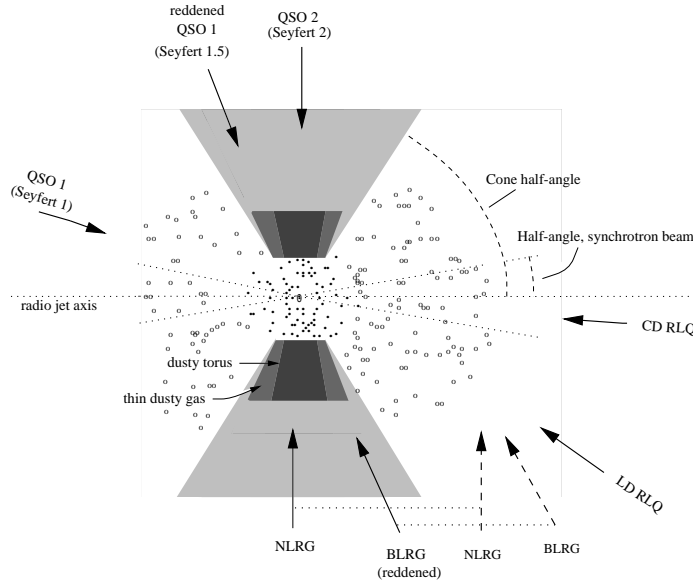 reddened
QSO 1
(Seyfert 1.5)
QSO 2
(Seyfert 2)
QSO 1
(Seyfert 1)
Cone half-angle
Half-angle, synchrotron beam
radio jet axis
CD RLQ
dusty torus
thin dusty gas
LD RLQ
NLRG
BLRG
(reddened)
NLRG
BLRG